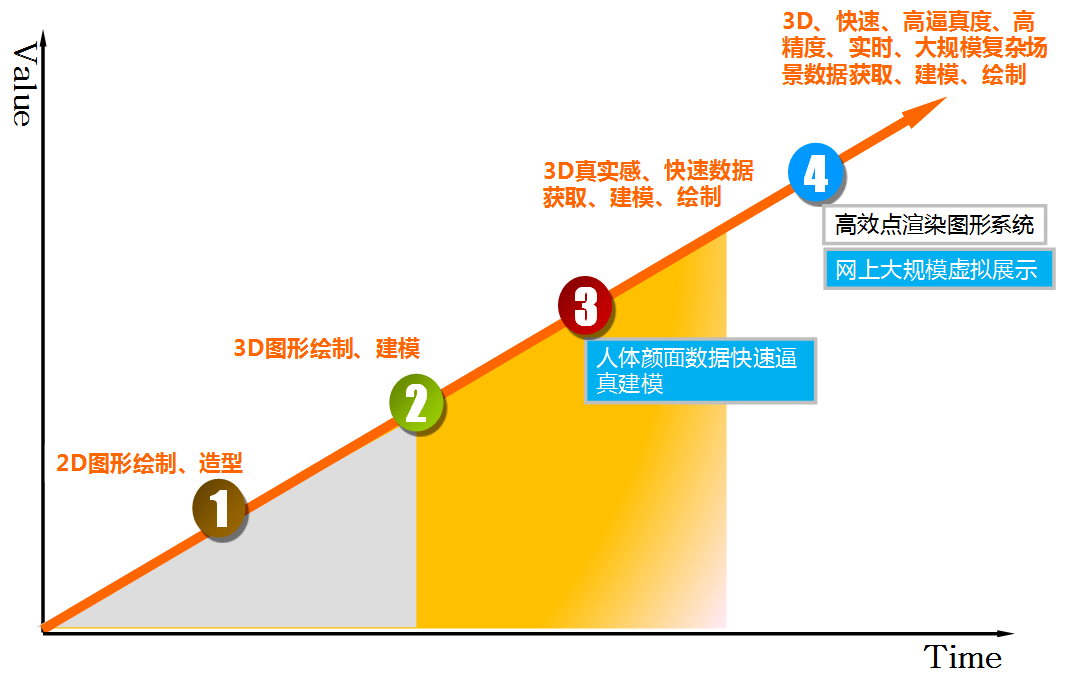 Value
3D、快速、高逼真度、高
精度、实时、大规模复杂场
景数据获取、建模、绘制
4
3D真实感、快速数据
获取、建模、绘制
高效点渲染图形系统
网上大规模虚拟展示
3
3D图形绘制、建模
人体颜面数据快速逼
真建模
2
2D图形绘制、造型
1
Time